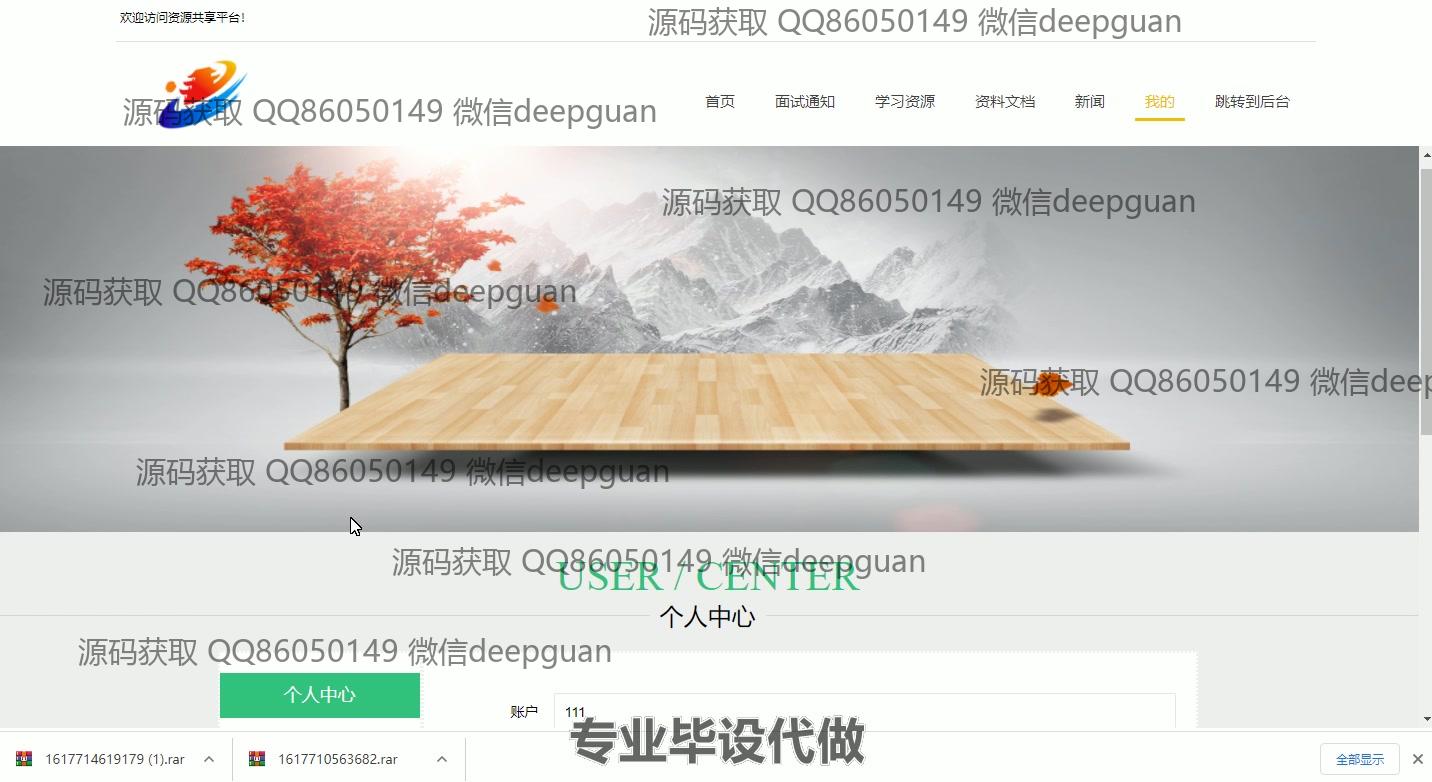 欢迎访问资源共享平台!
源码获取 QQ86050149 微信deepguan
源码获取 QQ86050149 微信deepguan
首页 面试通知 学习资源 资料文档 新闻 我的 跳转到后台
源码获取 QQ86050149 微信deepguan
源码获取 QQ86050149 微信deepguan
源码获取 QQ86050149 微信deep
源码获取 QQ86050149 微信deepguan
源码获取 QQ86050149 微信deepguan
USER / CENTER
个人中心
源码获取 QQ86050149 微信deepguan
个人中心
账户 111
专业毕设代做
1617714619179 (1).rar 1617710563682.rar 全部显示